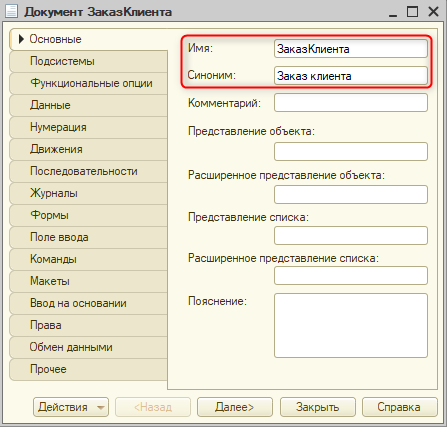 Документ ЗаказКлиента
Основные
Подсистемы
Функциональные опции
Данные
Нумерация
Движения
Последовательности
Журналы
Формы
Поле ввода
Команды
Макеты
Ввод на основании
Права
Обмен данными
Прочее
Имя: ЗаказКлиента
Синоним: Заказ клиента
Комментарий:
Представление объекта:
Расширенное представление объекта:
Представление списка:
Расширенное представление списка:
Пояснение:
Действия <Назад Далее> Закрыть Справка